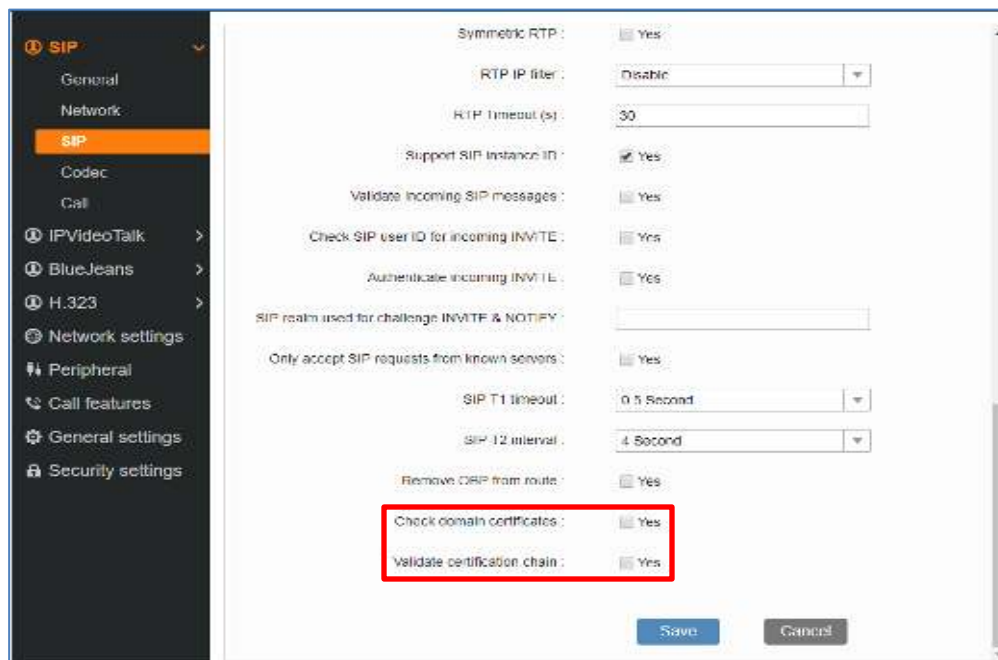 SIP
General
Network
SIP
Codec
Call
IPVideoTalk
BlueJeans
H.323
Network settings
Peripheral
Call features
General settings
Security settings
Symmetric RTP : Yes
RTP IP filter : Disable
RTP Timeout (s) : 30
Support SIP Instance ID : Yes
Validate incoming SIP messages : Yes
Check SIP user ID for incoming INVITE : Yes
Authenticate incoming INVITE : Yes
SIP realm used for challenge INVITE & NOTIFY :
Only accept SIP requests from known servers : Yes
SIP T1 timeout : 0.5 Second
SIP T2 interval : 4 Second
Remove OBP from route : Yes
Check domain certificates : Yes
Validate certification chain : Yes
Save Cancel